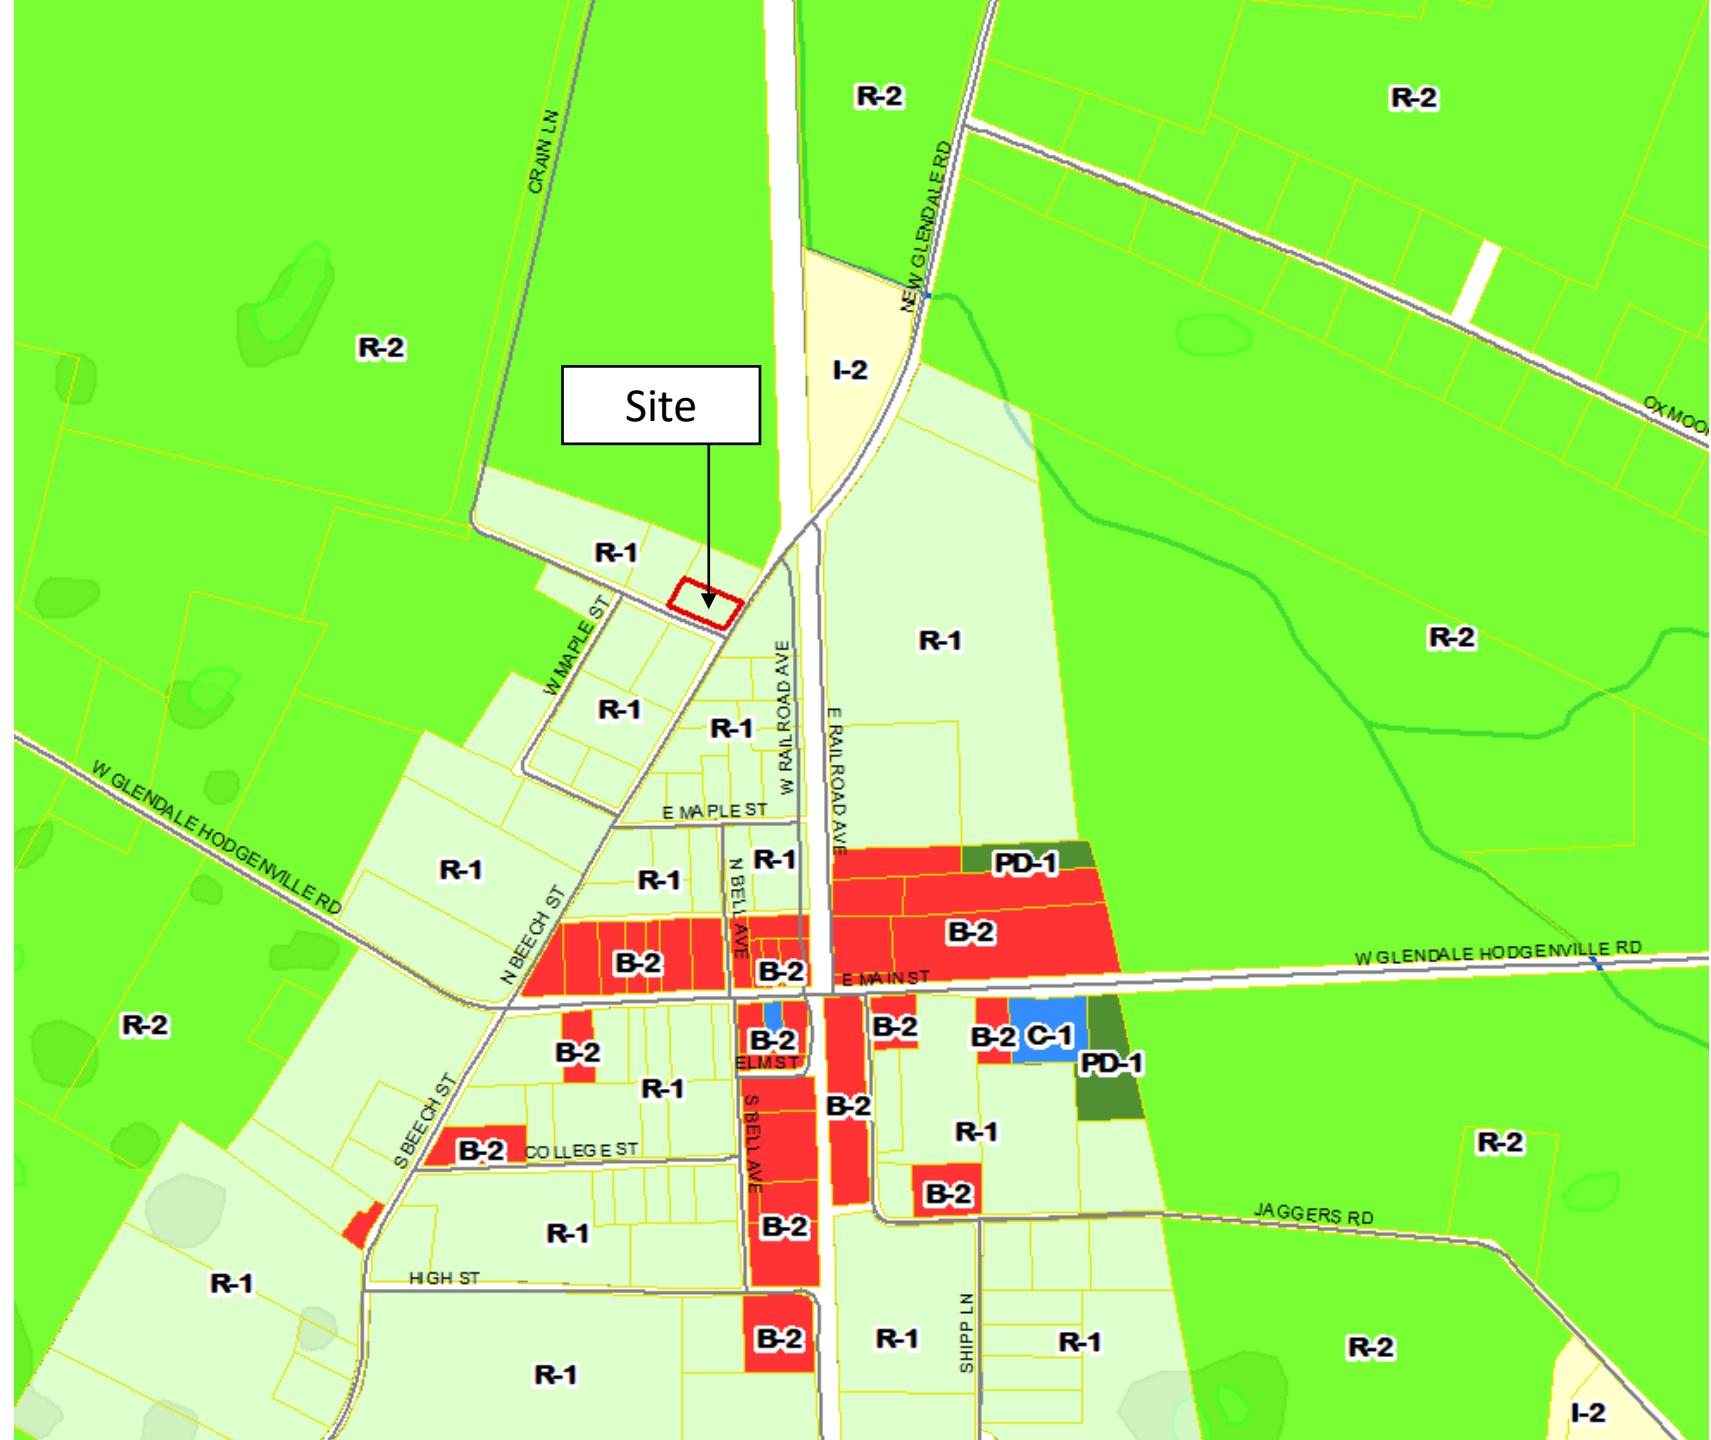 R-2
R-2
CRAIN LN
NEW GLENDALE RD
R-2
I-2
Site
OXMOO
R-1
W MAPLE ST
R-1
R-2
R-1
R-1
W RAILROAD AVE
E RAILROAD AVE
W GLENDALE HODGENVILLE RD
E MAPLE ST
R-1
R-1
R-1
N BELL AVE
PD-1
N BEECH ST
B-2
B-2
B-2
E MAIN ST
W GLENDALE HODGENVILLE RD
R-2
B-2
B-2
B-2
B-2
C-1
ELM ST
PD-1
R-1
S BEECH ST
B-2
S BELL AVE
R-1
R-2
B-2
COLLEGE ST
B-2
JAGGERS RD
R-1
B-2
R-1
HIGH ST
SHIPP LN
B-2
R-1
R-1
R-2
R-1
I-2